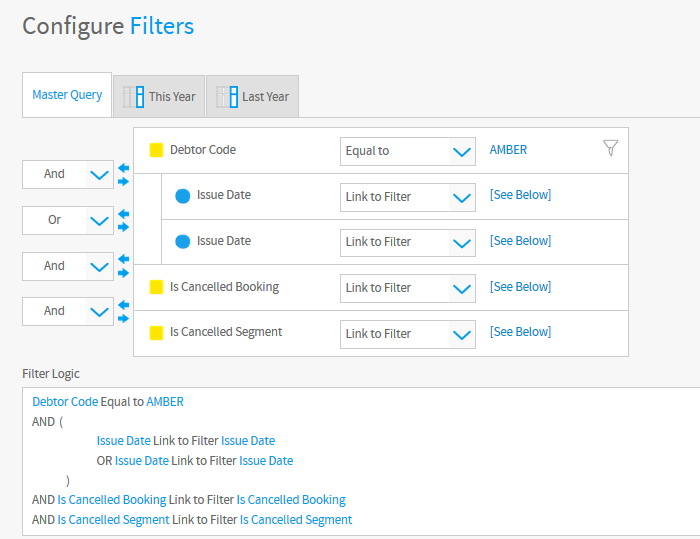 Configure Filters
Master Query
This Year
Last Year
Debtor Code Equal to AMBER
And
Issue Date Link to Filter [See Below]
Or
Issue Date Link to Filter [See Below]
And
Is Cancelled Booking Link to Filter [See Below]
And
Is Cancelled Segment Link to Filter [See Below]
Filter Logic
Debtor Code Equal to AMBER
AND (
Issue Date Link to Filter Issue Date
OR Issue Date Link to Filter Issue Date
)
AND Is Cancelled Booking Link to Filter Is Cancelled Booking
AND Is Cancelled Segment Link to Filter Is Cancelled Segment